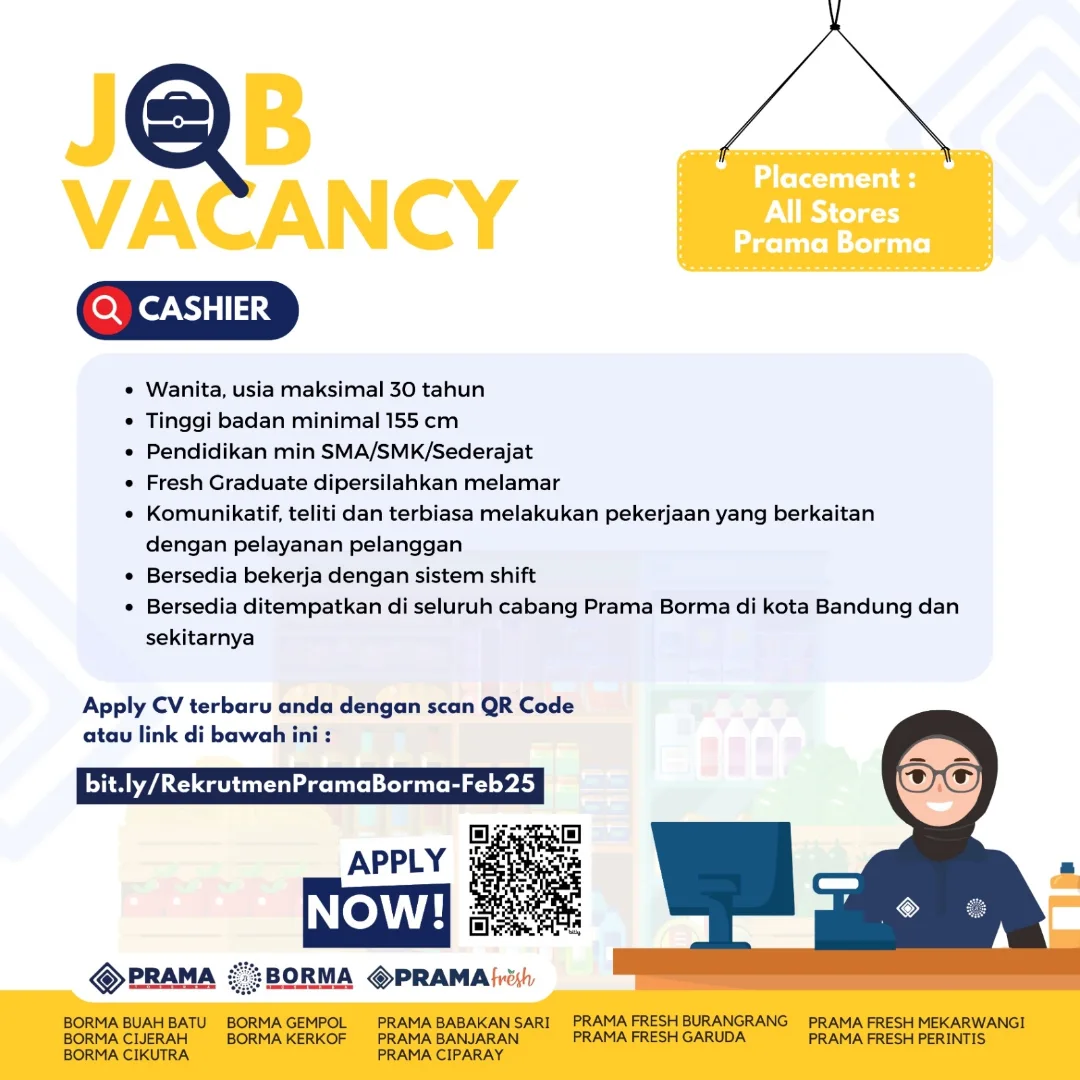 JOB
VACANCY
Placement :
All Stores
Prama Borma
CASHIER
• Wanita, usia maksimal 30 tahun
• Tinggi badan minimal 155 cm
• Pendidikan min SMA/SMK/Sederajat
• Fresh Graduate dipersilahkan melamar
• Komunikatif, teliti dan terbiasa melakukan pekerjaan yang berkaitan
dengan pelayanan pelanggan
• Bersedia bekerja dengan sistem shift
• Bersedia ditempatkan di seluruh cabang Prama Borma di kota Bandung dan
sekitarnya
Apply CV terbaru anda dengan scan QR Code
atau link di bawah ini :
bit.ly/RekrutmenPramaBorma-Feb25
APPLY
NOW!
bitly
PRAMA
BORMA
PRAMA fresh
BORMA BUAH BATU
BORMA CIJERAH
BORMA CIKUTRA
BORMA GEMPOL
BORMA KERKOF
PRAMA BABAKAN SARI
PRAMA BANJARAN
PRAMA CIPARAY
PRAMA FRESH BURANGRANG
PRAMA FRESH GARUDA
PRAMA FRESH MEKARWANGI
PRAMA FRESH PERINTIS